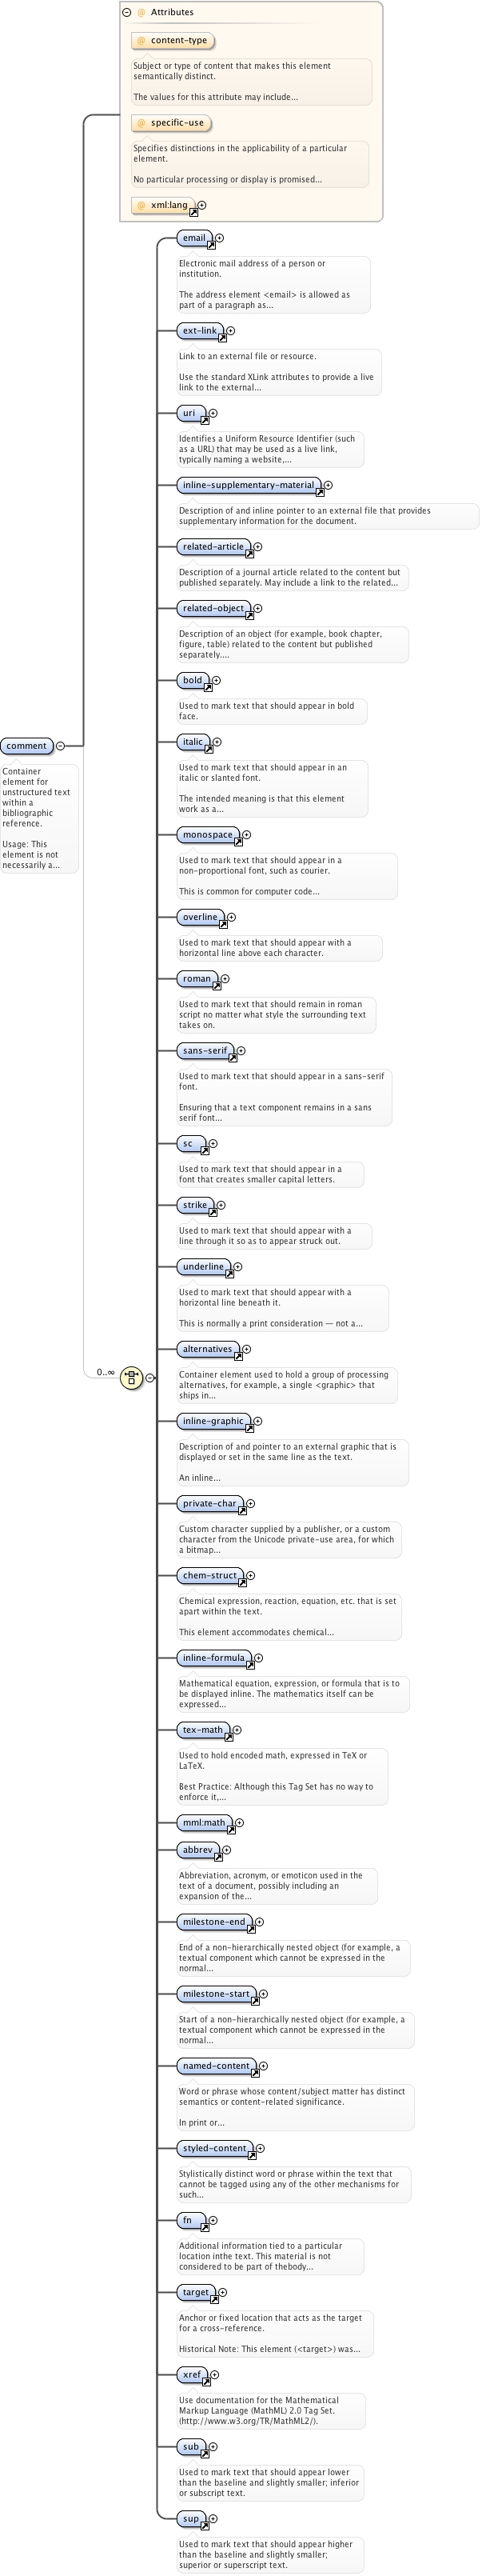 Attributes
@ content-type
Subject or type of content that makes this element
semantically distinct.
The values for this attribute may include...
@ specific-use
Specifies distinctions in the applicability of a particular
element.
No particular processing or display is promised...
@ xml:lang
email
Electronic mail address of a person or
institution.
The address element <email> is allowed as
part of a paragraph as...
ext-link
Link to an external file or resource.
Use the standard XLink attributes to provide a live
link to the external...
uri
Identifies a Uniform Resource Identifier (such
as a URL) that may be used as a live link,
typically naming a website,...
inline-supplementary-material
Description of and inline pointer to an external file that provides
supplementary information for the document.
related-article
Description of a journal article related to the content but
published separately. May include a link to the related...
related-object
Description of an object (for example, book chapter,
figure, table) related to the content but published
separately....
bold
Used to mark text that should appear in bold
face.
comment
Container
element for
unstructured text
within a
bibliographic
reference.
Usage: This
element is not
necessarily a...
italic
Used to mark text that should appear in an
italic or slanted font.
The intended meaning is that this element
work as a...
monospace
Used to mark text that should appear in a
non-proportional font, such as courier.
This is common for computer code...
overline
Used to mark text that should appear with a
horizontal line above each character.
roman
Used to mark text that should remain in roman
script no matter what style the surrounding text
takes on.
sans-serif
Used to mark text that should appear in a sans-serif
font.
Ensuring that a text component remains in a sans
serif font...
sc
Used to mark text that should appear in a
font that creates smaller capital letters.
strike
Used to mark text that should appear with a
line through it so as to appear struck out.
underline
Used to mark text that should appear with a
horizontal line beneath it.
This is normally a print consideration — not a...
alternatives
0..∞
Container element used to hold a group of processing
alternatives, for example, a single <graphic> that
ships in...
inline-graphic
Description of and pointer to an external graphic that is
displayed or set in the same line as the text.
An inline...
private-char
Custom character supplied by a publisher, or a custom
character from the Unicode private-use area, for which
a bitmap...
chem-struct
Chemical expression, reaction, equation, etc. that is set
apart within the text.
This element accommodates chemical...
inline-formula
Mathematical equation, expression, or formula that is to
be displayed inline. The mathematics itself can be
expressed...
tex-math
Used to hold encoded math, expressed in TeX or
LaTeX.
Best Practice: Although this Tag Set has no way to
enforce it,...
mml:math
abbrev
Abbreviation, acronym, or emoticon used in the
text of a document, possibly including an
expansion of the...
milestone-end
End of a non-hierarchically nested object (for example, a
textual component which cannot be expressed in the
normal...
milestone-start
Start of a non-hierarchically nested object (for example, a
textual component which cannot be expressed in the
normal...
named-content
Word or phrase whose content/subject matter has distinct
semantics or content-related significance.
In print or...
styled-content
Stylistically distinct word or phrase within the text that
cannot be tagged using any of the other mechanisms for
such...
fn
Additional information tied to a particular
location inthe text. This material is not
considered to be part of thebody...
target
Anchor or fixed location that acts as the target
for a cross-reference.
Historical Note: This element (<target>) was...
xref
Use documentation for the Mathematical
Markup Language (MathML) 2.0 Tag Set.
(http://www.w3.org/TR/MathML2/).
sub
Used to mark text that should appear lower
than the baseline and slightly smaller; inferior
or subscript text.
sup
Used to mark text that should appear higher
than the baseline and slightly smaller;
superior or superscript text.